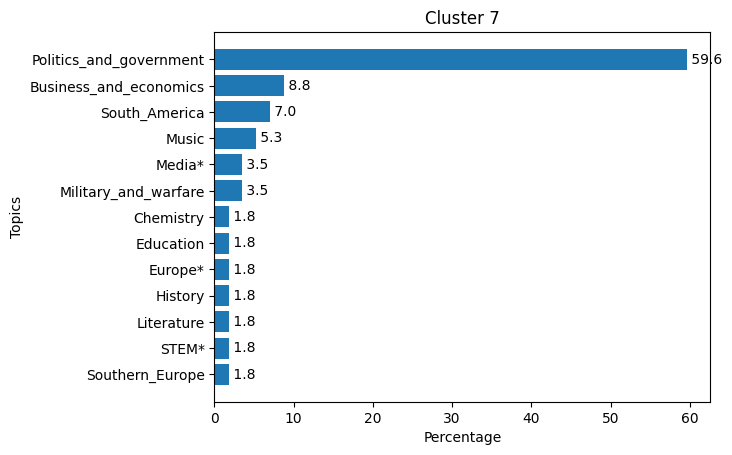 Cluster 7
Politics_and_government 59.6
Business_and_economics 8.8
South_America 7.0
Music 5.3
Media* 3.5
Military_and_warfare 3.5
Chemistry 1.8
Education 1.8
Europe* 1.8
History 1.8
Literature 1.8
STEM* 1.8
Southern_Europe 1.8
Topics
0 10 20 30 40 50 60
Percentage